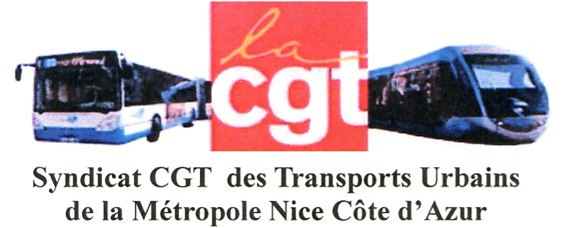 la
cgt
Syndicat CGT des Transports Urbains
de la Métropole Nice Côte d’Azur